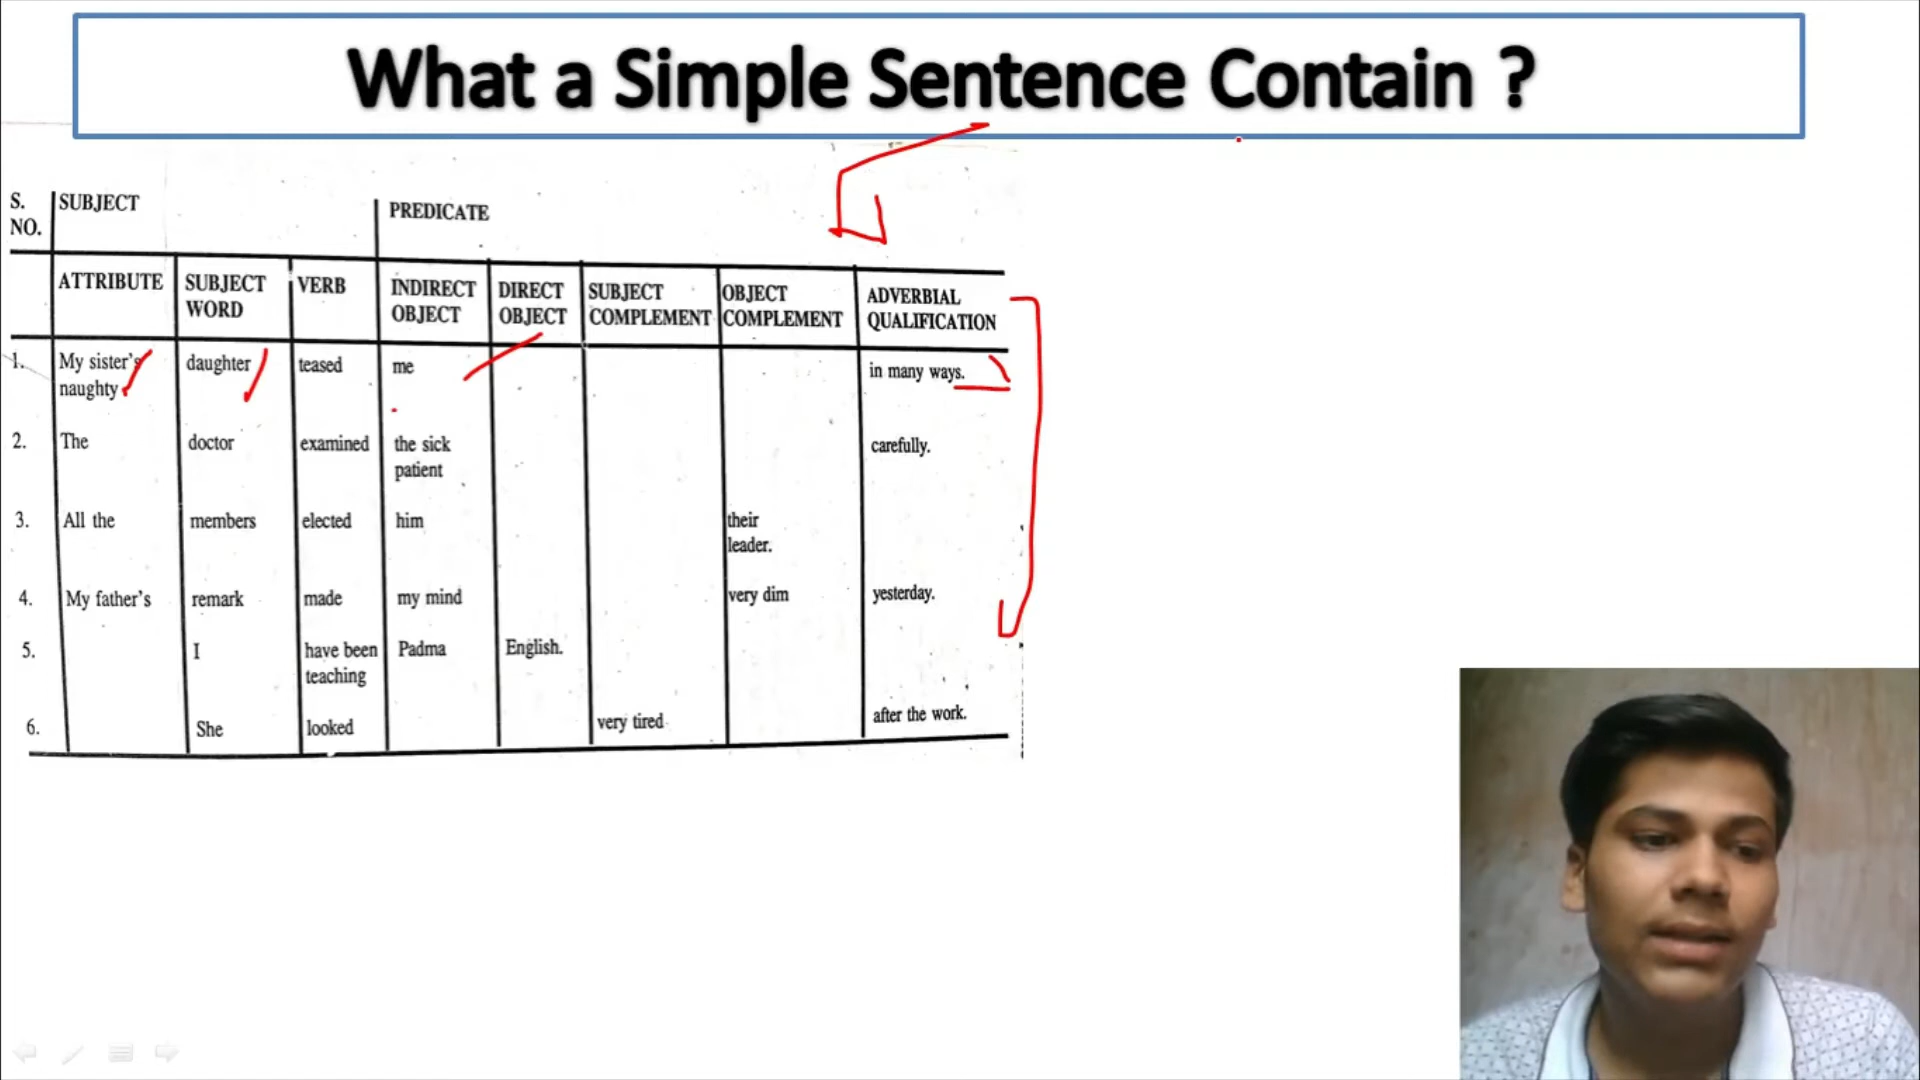 What a Simple Sentence Contain ?
S. NO. SUBJECT PREDICATE
ATTRIBUTE SUBJECT WORD VERB INDIRECT OBJECT DIRECT OBJECT SUBJECT COMPLEMENT OBJECT COMPLEMENT ADVERBIAL QUALIFICATION
1. My sister's naughty daughter teased me in many ways.
2. The doctor examined the sick patient carefully.
3. All the members elected him their leader.
4. My father's remark made my mind very dim yesterday.
5. I have been teaching Padma English.
6. She looked very tired after the work.